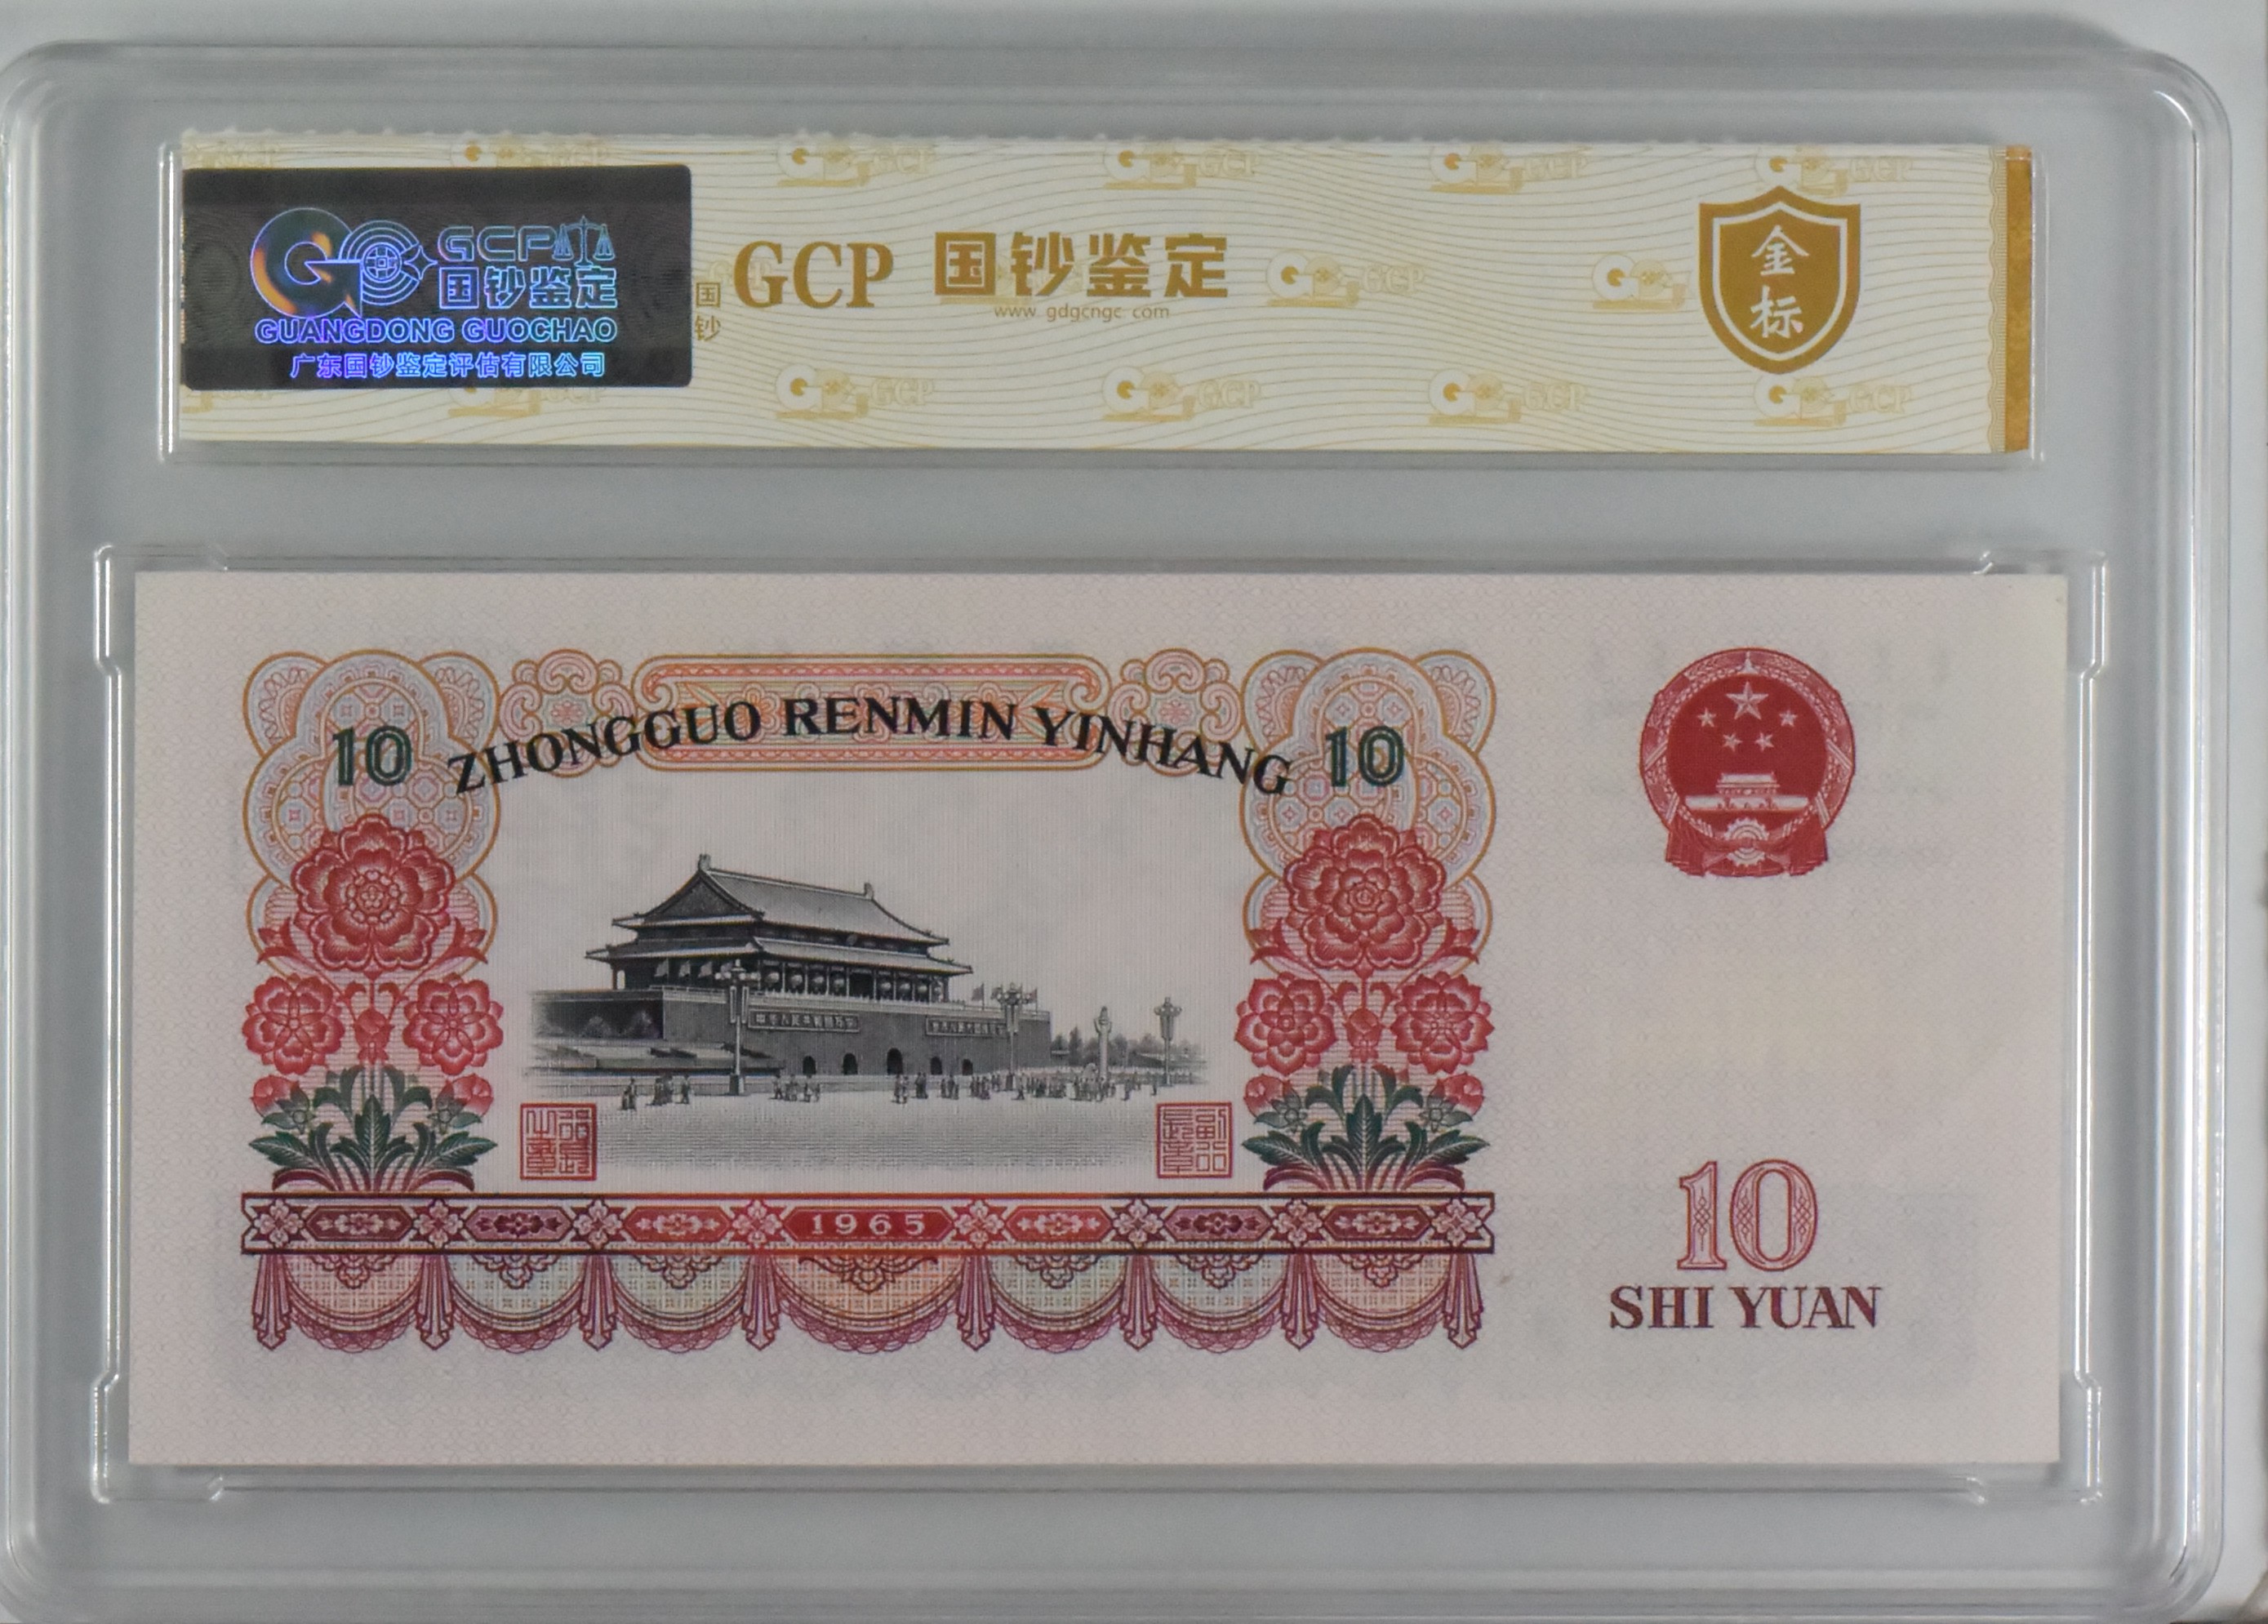 GCP
国钞鉴定
GUANGDONG GUOCHAO
广东国钞鉴定评估有限公司
国
钞
GCP 国钞鉴定
www.gdgcngc.com
金
标
10 ZHONGGUO RENMIN YINHANG 10
1965
10
SHI YUAN